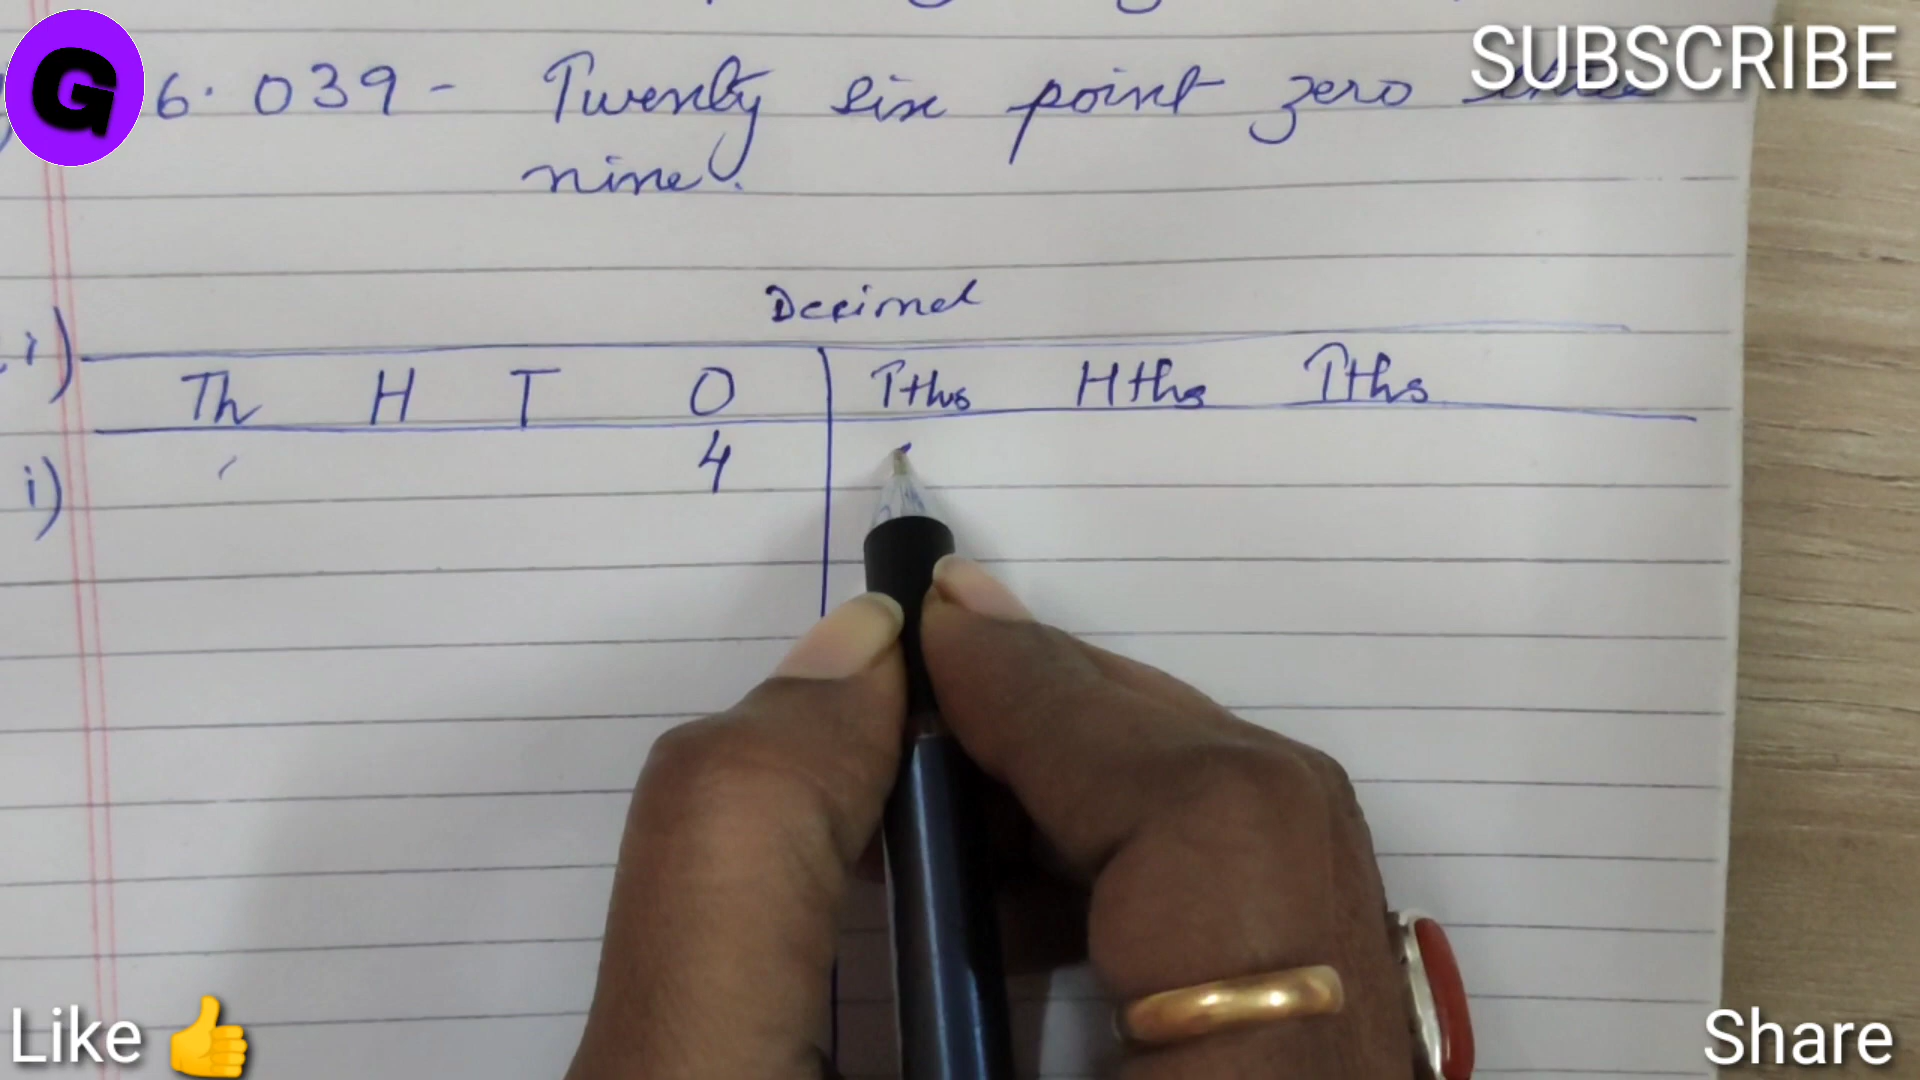 G
SUBSCRIBE
6.039 - Twenty six point zero
nine.
Decimal
i)
Th H T O Tths Hths Tths
i) 4
Like 👍
Share